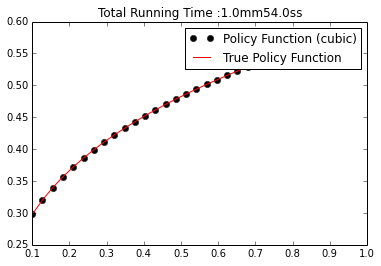 Total Running Time :1.0mm54.0ss
Policy Function (cubic)
True Policy Function
0.60
0.55
0.50
0.45
0.40
0.35
0.30
0.25
0.1 0.2 0.3 0.4 0.5 0.6 0.7 0.8 0.9 1.0